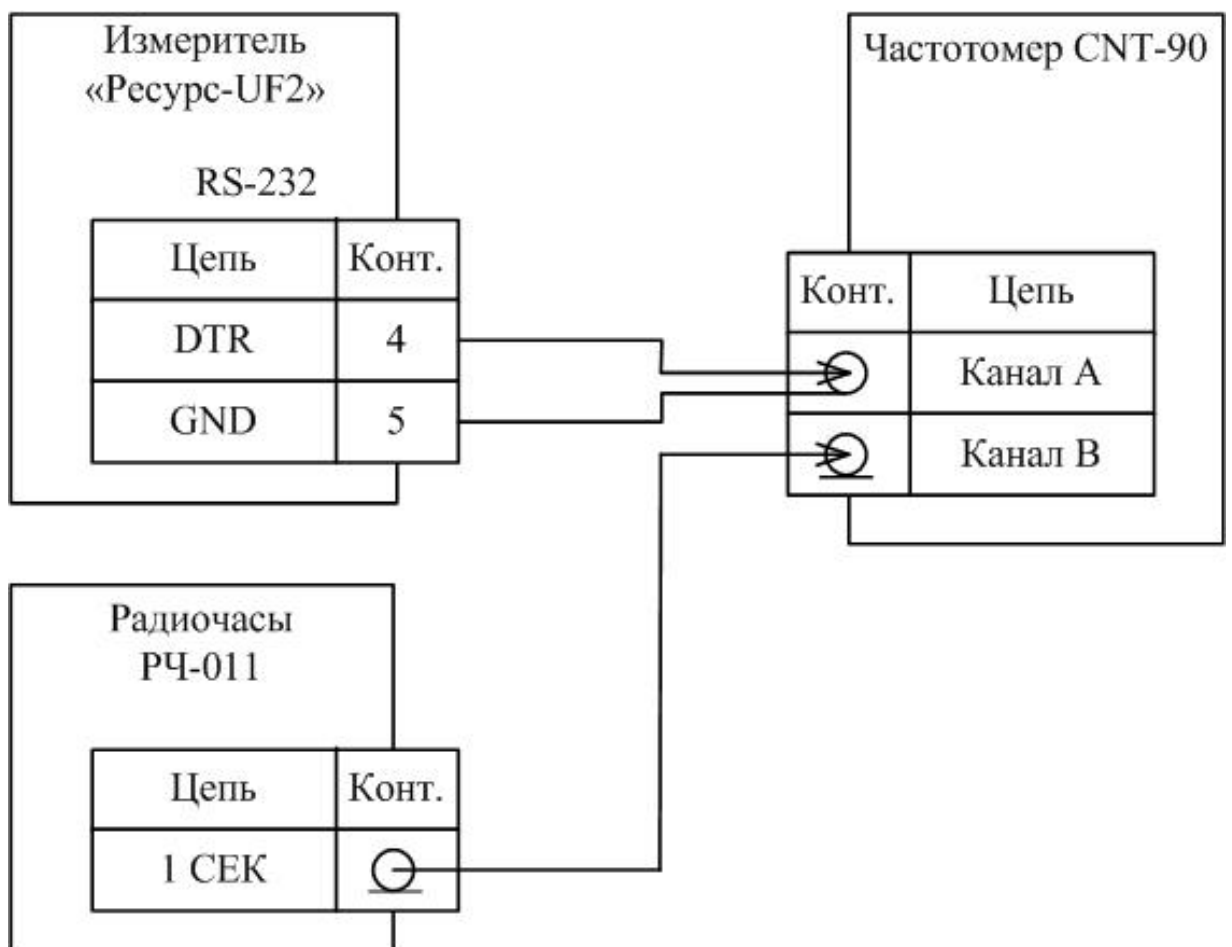 Измеритель
«Ресурс-UF2»
RS-232
Цепь Конт.
DTR 4
GND 5
Частотомер CNT-90
Конт. Цепь
Канал А
Канал В
Радиочасы
РЧ-011
Цепь Конт.
1 СЕК